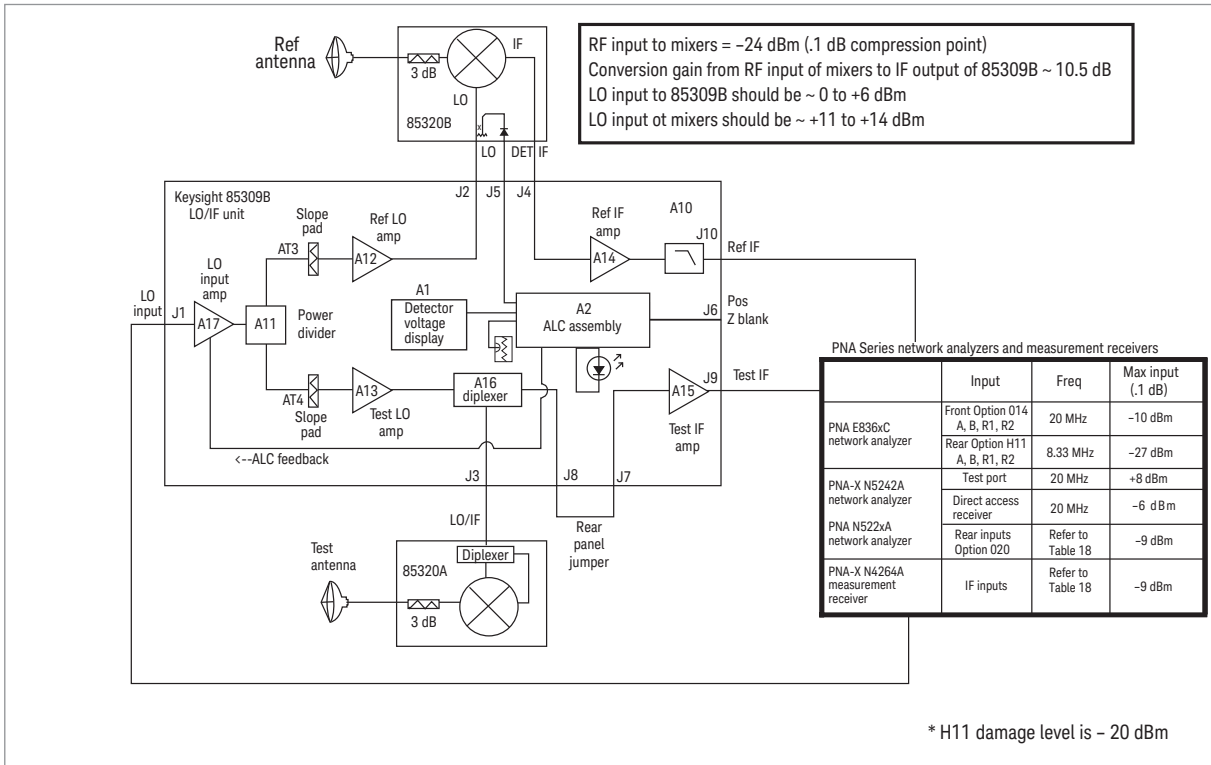 Ref
antenna
3 dB
IF
LO
85320B
x
LO
DET
IF
RF input to mixers = –24 dBm (.1 dB compression point)
Conversion gain from RF input of mixers to IF output of 85309B ~ 10.5 dB
LO input to 85309B should be ~ 0 to +6 dBm
LO input ot mixers should be ~ +11 to +14 dBm
J2
J5
J4
Keysight 85309B
LO/IF unit
Slope
pad
AT3
Ref LO
amp
A12
Ref IF
amp
A14
A10
J10
Ref IF
LO
input
J1
LO
input
amp
A17
A11
Power
divider
A1
Detector
voltage
display
A2
ALC assembly
J6
Pos
Z blank
AT4
Slope
pad
A13
Test LO
amp
A16
diplexer
A15
Test IF
amp
J9
Test IF
<--ALC feedback
J3
J8
J7
LO/IF
Rear
panel
jumper
Test
antenna
3 dB
85320A
Diplexer
PNA Series network analyzers and measurement receivers
Input
Freq
Max input
(.1 dB)
PNA E836xC
network analyzer
Front Option 014
A, B, R1, R2
20 MHz
–10 dBm
Rear Option H11
A, B, R1, R2
8.33 MHz
–27 dBm
PNA-X N5242A
network analyzer
PNA N522xA
network analyzer
Test port
20 MHz
+8 dBm
Direct access
receiver
20 MHz
–6 dBm
Rear inputs
Option 020
Refer to
Table 18
–9 dBm
PNA-X N4264A
measurement
receiver
IF inputs
Refer to
Table 18
–9 dBm
* H11 damage level is – 20 dBm